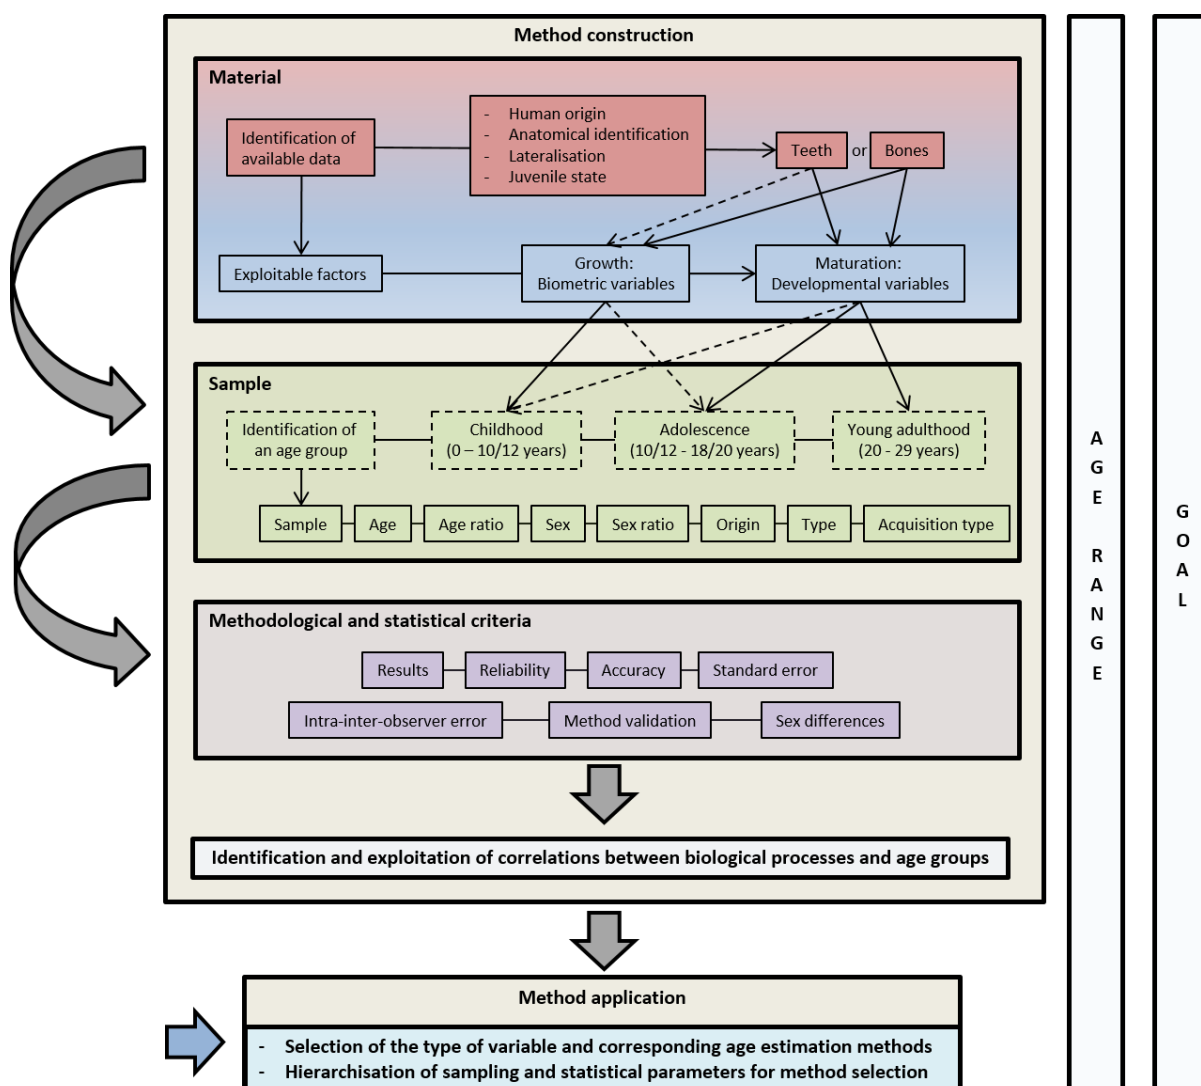 Method construction
Material
Identification of
available data
- Human origin
- Anatomical identification
- Lateralisation
- Juvenile state
Teeth or Bones
Exploitable factors
Growth:
Biometric variables
Maturation:
Developmental variables
Sample
Identification of
an age group
Childhood
(0 – 10/12 years)
Adolescence
(10/12 - 18/20 years)
Young adulthood
(20 - 29 years)
Sample Age Age ratio Sex Sex ratio Origin Type Acquisition type
Methodological and statistical criteria
Results Reliability Accuracy Standard error
Intra-inter-observer error Method validation Sex differences
Identification and exploitation of correlations between biological processes and age groups
Method application
- Selection of the type of variable and corresponding age estimation methods
- Hierarchisation of sampling and statistical parameters for method selection
AGE RANGE
GOAL